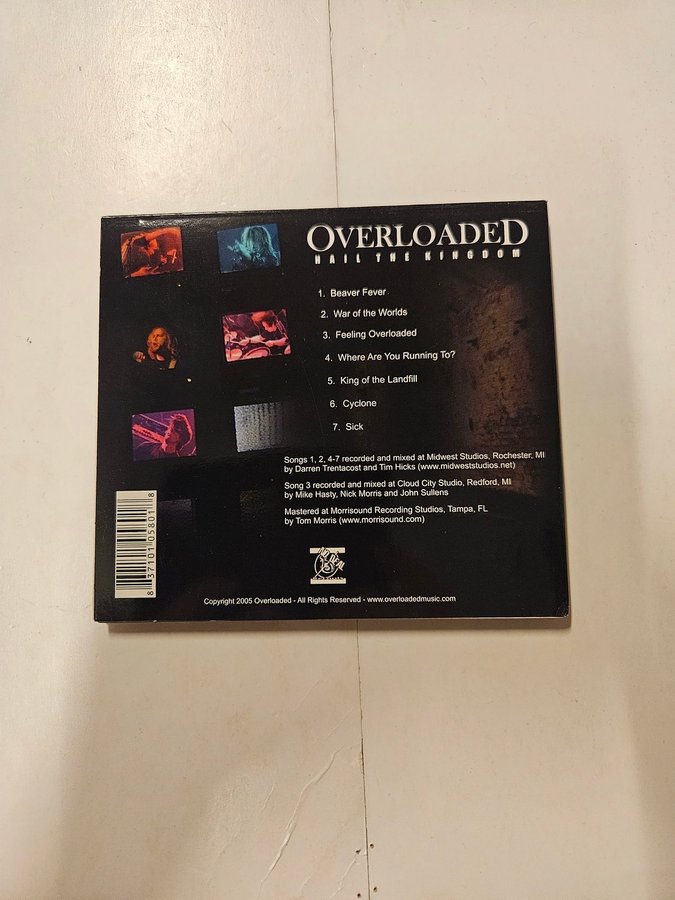 OVERLOADED
HAIL THE KINGDOM
1. Beaver Fever
2. War of the Worlds
3. Feeling Overloaded
4. Where Are You Running To?
5. King of the Landfill
6. Cyclone
7. Sick
Songs 1, 2, 4-7 recorded and mixed at Midwest Studios, Rochester, MI
by Darren Trentacost and Tim Hicks (www.midweststudios.net)
Song 3 recorded and mixed at Cloud City Studio, Redford, MI
by Mike Hasty, Nick Morris and John Sullens
Mastered at Morrisound Recording Studios, Tampa, FL
by Tom Morris (www.morrisound.com)
8 37101 05801 8
Copyright 2005 Overloaded - All Rights Reserved - www.overloadedmusic.com